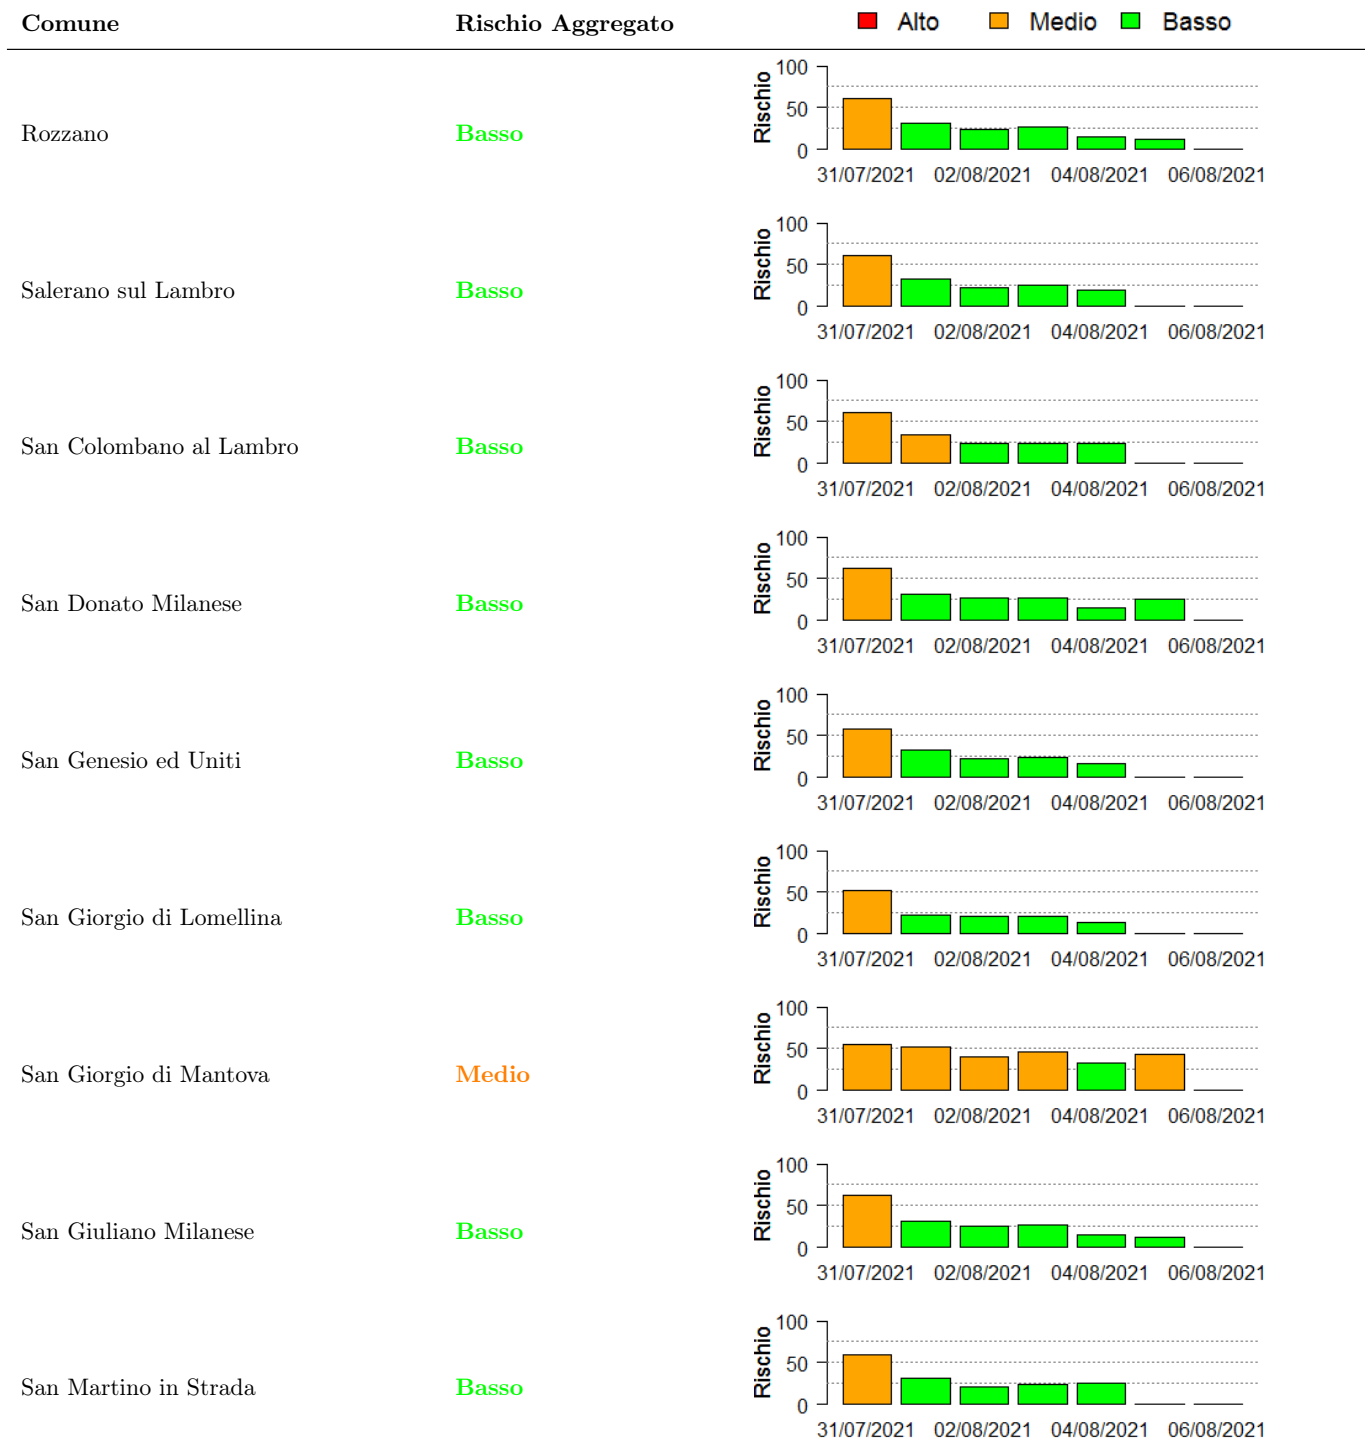 Comune Rischio Aggregato Alto Medio Basso
100
50
0
Rischio
Rozzano Basso
31/07/2021 02/08/2021 04/08/2021 06/08/2021
100
50
0
Rischio
Salerano sul Lambro Basso
31/07/2021 02/08/2021 04/08/2021 06/08/2021
100
50
0
Rischio
San Colombano al Lambro Basso
31/07/2021 02/08/2021 04/08/2021 06/08/2021
100
50
0
Rischio
San Donato Milanese Basso
31/07/2021 02/08/2021 04/08/2021 06/08/2021
100
50
0
Rischio
San Genesio ed Uniti Basso
31/07/2021 02/08/2021 04/08/2021 06/08/2021
100
50
0
Rischio
San Giorgio di Lomellina Basso
31/07/2021 02/08/2021 04/08/2021 06/08/2021
100
50
0
Rischio
San Giorgio di Mantova Medio
31/07/2021 02/08/2021 04/08/2021 06/08/2021
100
50
0
Rischio
San Giuliano Milanese Basso
31/07/2021 02/08/2021 04/08/2021 06/08/2021
100
50
0
Rischio
San Martino in Strada Basso
31/07/2021 02/08/2021 04/08/2021 06/08/2021